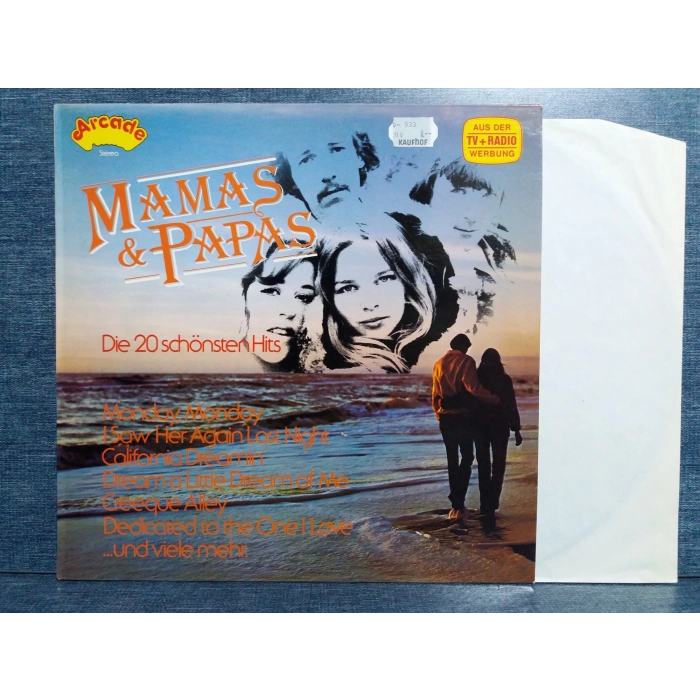 Arcade
Stereo
KAUFHOF
AUS DER
TV+RADIO
WERBUNG
MAMAS
& PAPAS
Die 20 schönsten Hits
Monday Monday
I Saw Her Again Last Night
California Dreamin'
Dream a Little Dream of Me
Creeque Alley
Dedicated to the One I Love
...und viele mehr.